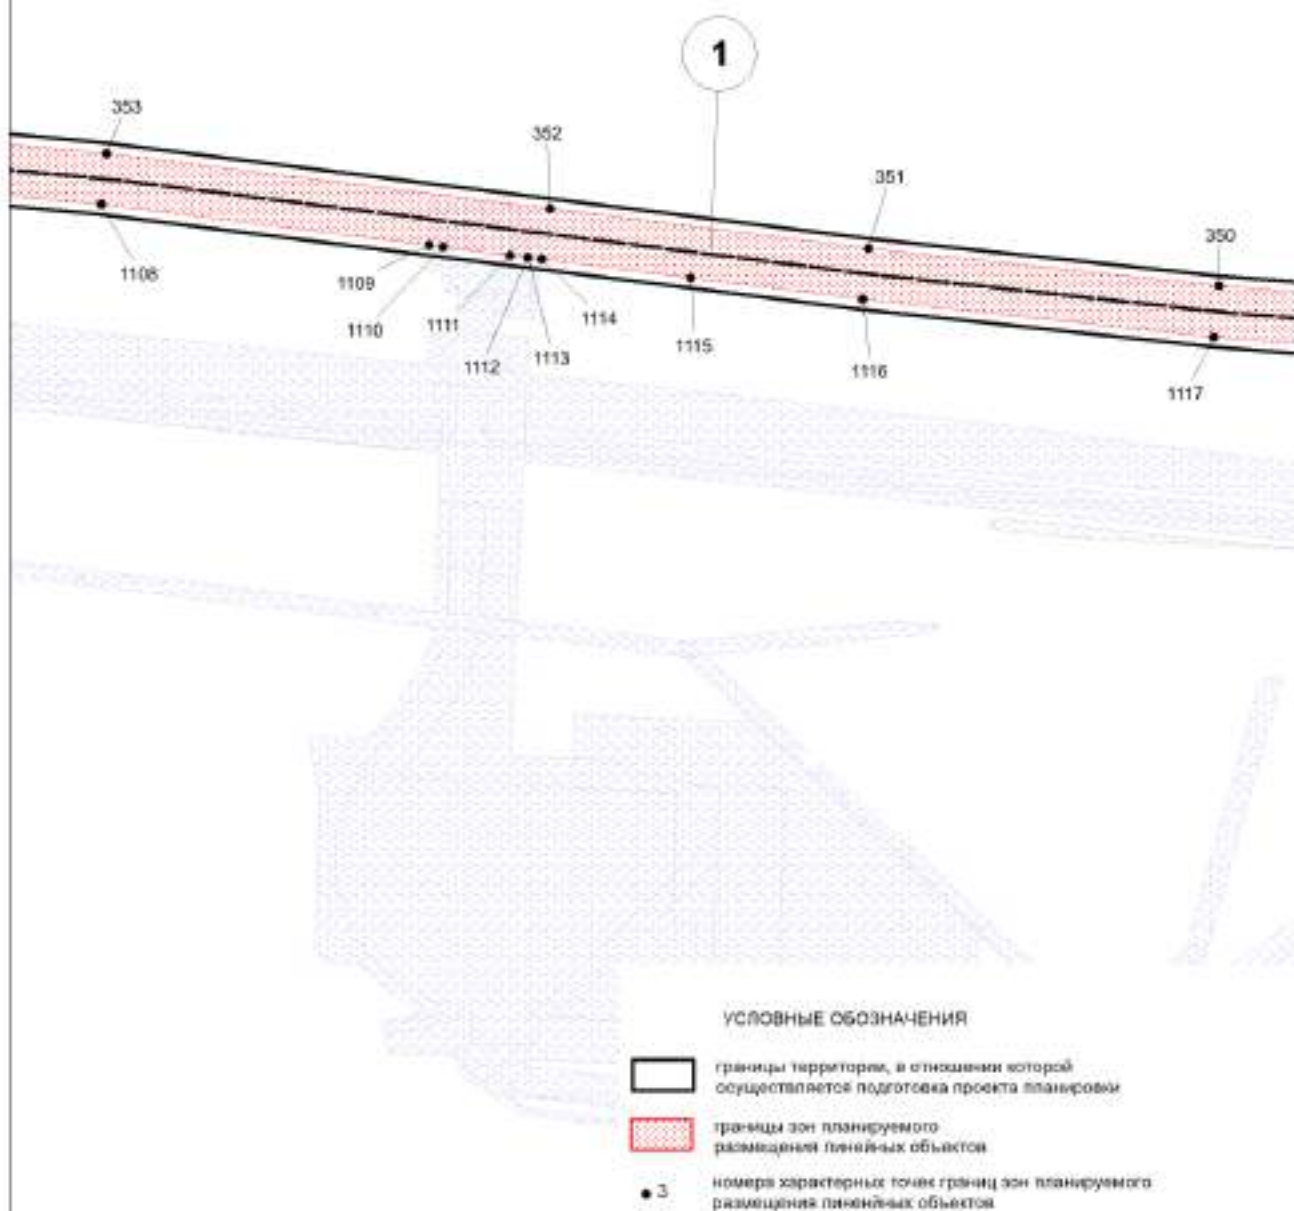 1
353
352
351
350
1108
1109
1110
1111
1112
1113
1114
1115
1116
1117
УСЛОВНЫЕ ОБОЗНАЧЕНИЯ
границы территории, в отношении которой
осуществляется подготовка проекта планировки
границы зон планируемого
размещения линейных объектов
3
номера характерных точек границ зон планируемого
размещения линенйных объектов